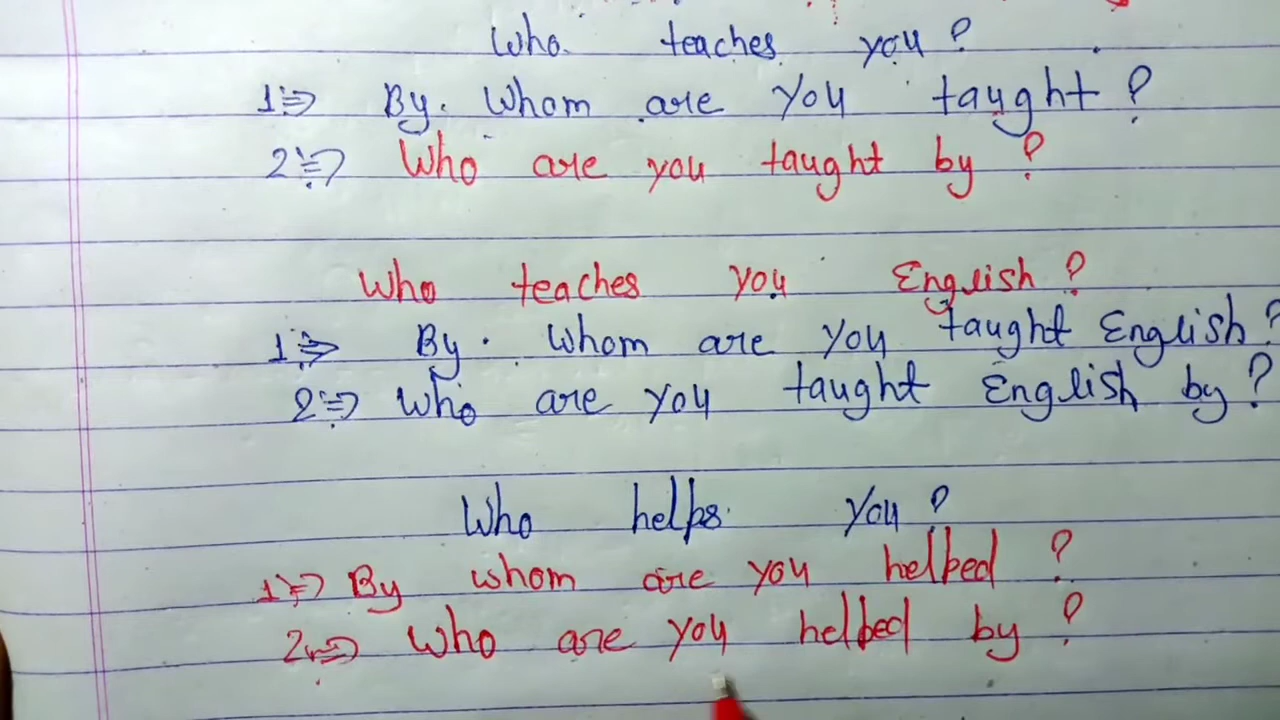 Who teaches you?
1⇒ By Whom are you taught?
2⇒ Who are you taught by?
Who teaches you English?
1⇒ By Whom are you taught English?
2⇒ Who are you taught English by?
Who helps you?
1⇒ By whom are you helped?
2⇒ Who are you helped by?